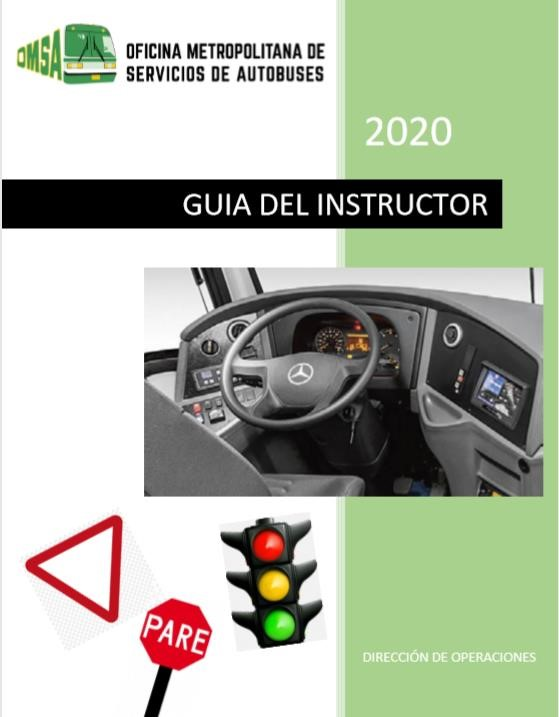 OMSA
OFICINA METROPOLITANA DE
SERVICIOS DE AUTOBUSES
2020
GUIA DEL INSTRUCTOR
PARE
DIRECCIÓN DE OPERACIONES